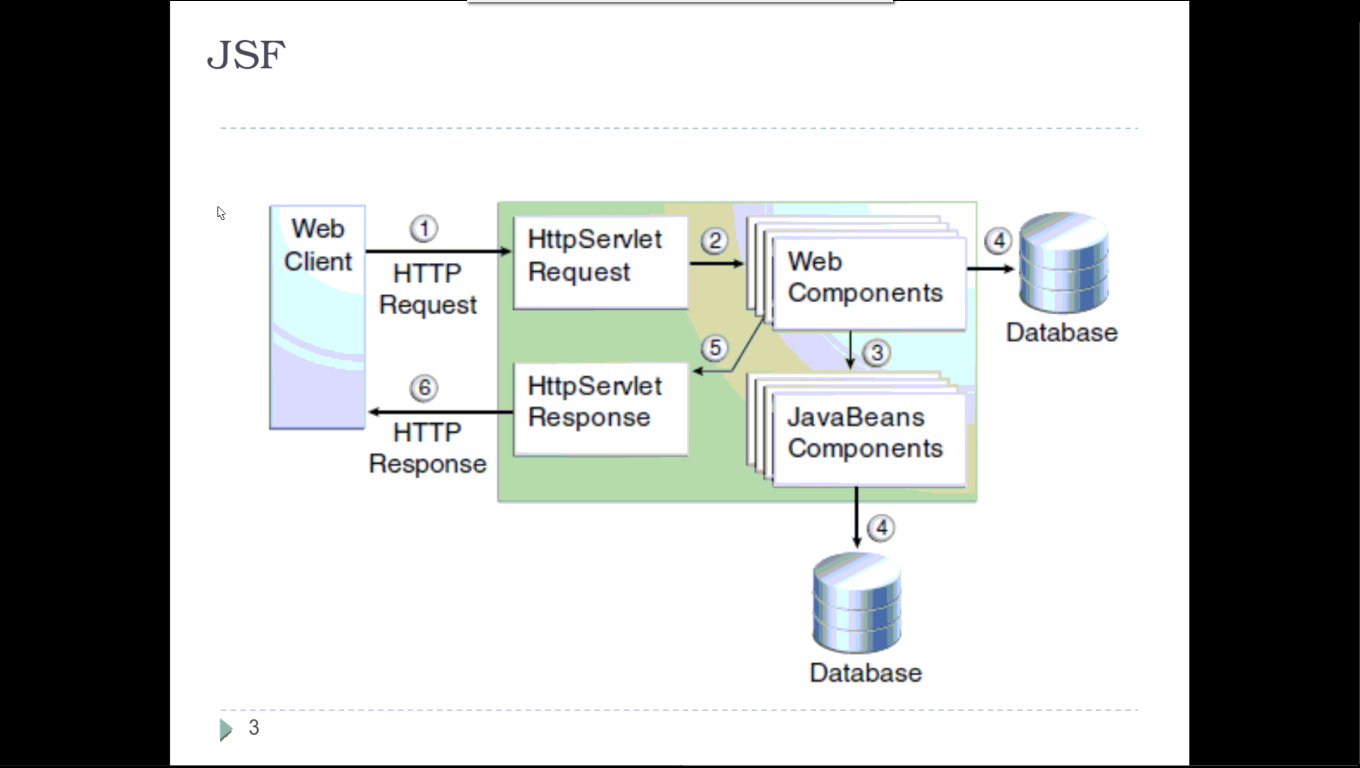 JSF
Web
Client
1
HTTP
Request
HttpServlet
Request
2
Web
Components
4
Database
3
5
HttpServlet
Response
6
HTTP
Response
JavaBeans
Components
4
Database
3